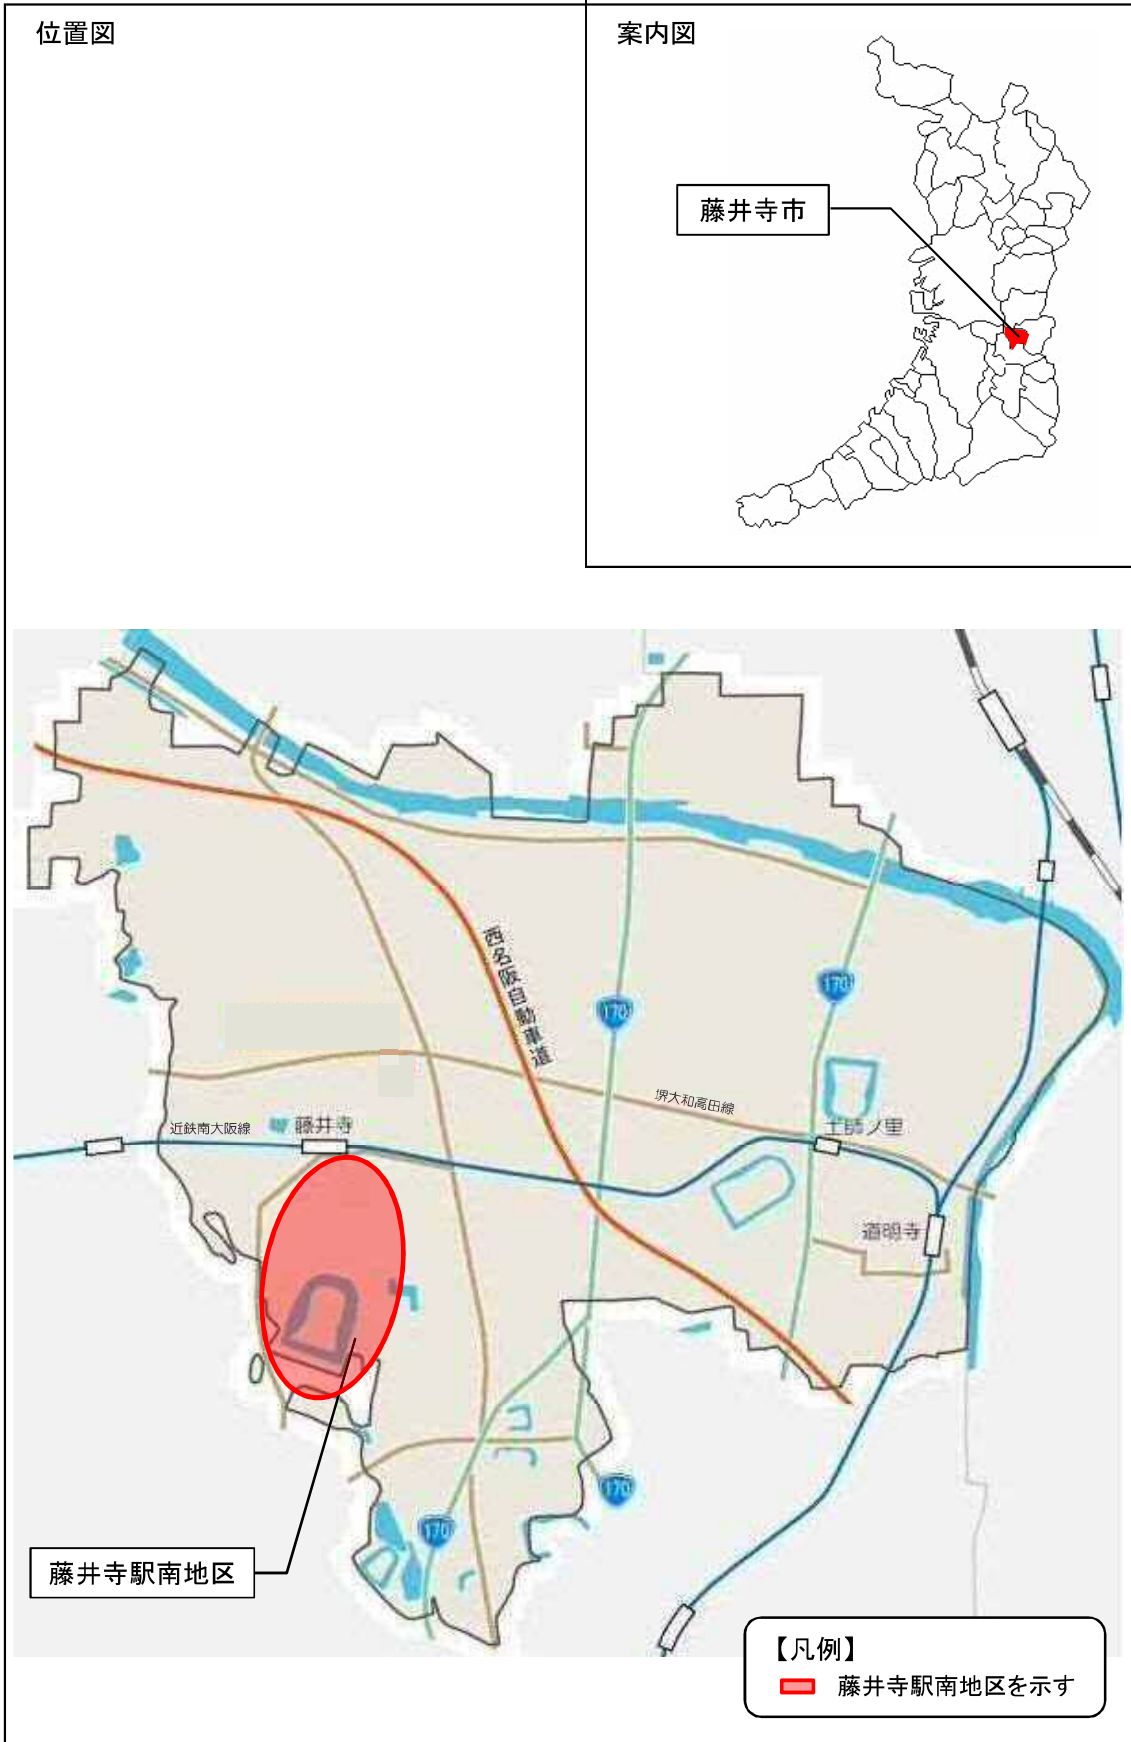 位置図
案内図
藤井寺市
西名阪自動車道
170
170
堺大和高田線
近鉄南大阪線
藤井寺
土師ノ里
道明寺
170
170
藤井寺駅南地区
【凡例】
藤井寺駅南地区を示す